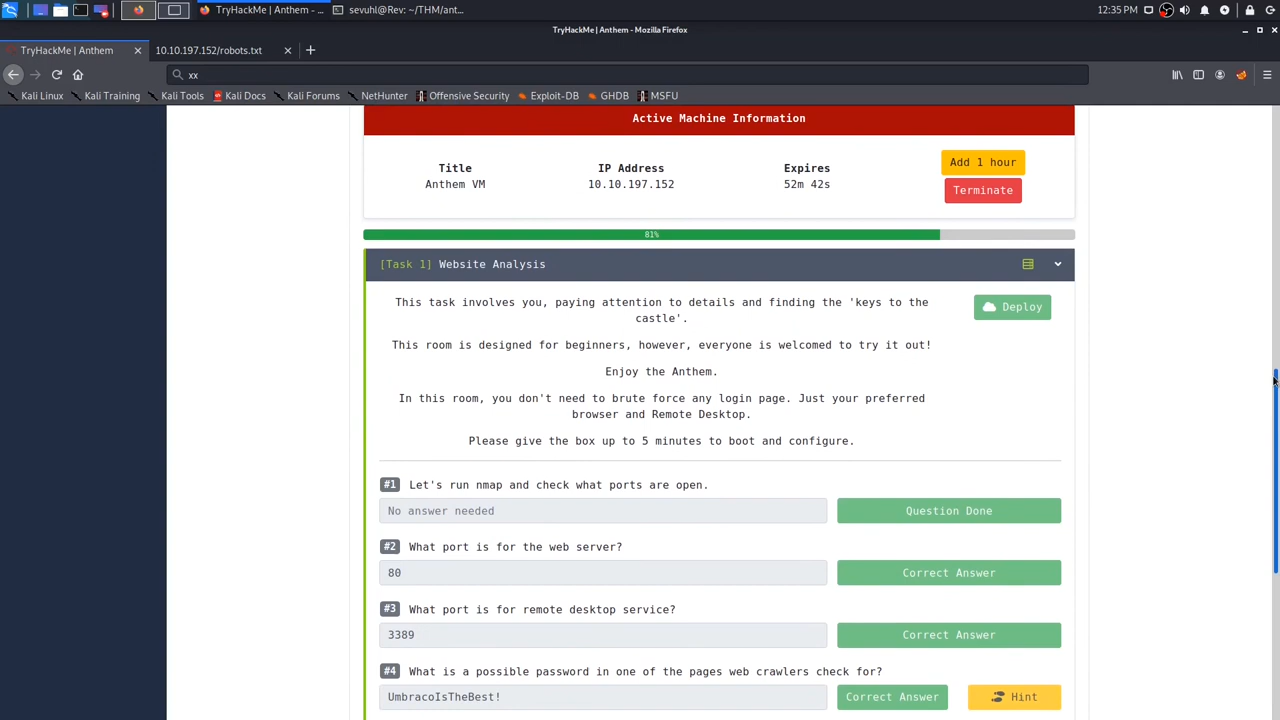 TryHackMe | Anthem - ...
sevuhl@Rev: ~/THM/ant...
12:35 PM
TryHackMe | Anthem - Mozilla Firefox
TryHackMe | Anthem
10.10.197.152/robots.txt
xx
Kali Linux Kali Training Kali Tools Kali Docs Kali Forums NetHunter Offensive Security Exploit-DB GHDB MSFU
Active Machine Information
Title IP Address Expires
Anthem VM 10.10.197.152 52m 42s
Add 1 hour
Terminate
81%
[Task 1] Website Analysis
This task involves you, paying attention to details and finding the 'keys to the
castle'.
Deploy
This room is designed for beginners, however, everyone is welcomed to try it out!
Enjoy the Anthem.
In this room, you don't need to brute force any login page. Just your preferred
browser and Remote Desktop.
Please give the box up to 5 minutes to boot and configure.
#1 Let's run nmap and check what ports are open.
No answer needed Question Done
#2 What port is for the web server?
80 Correct Answer
#3 What port is for remote desktop service?
3389 Correct Answer
#4 What is a possible password in one of the pages web crawlers check for?
UmbracoIsTheBest! Correct Answer Hint